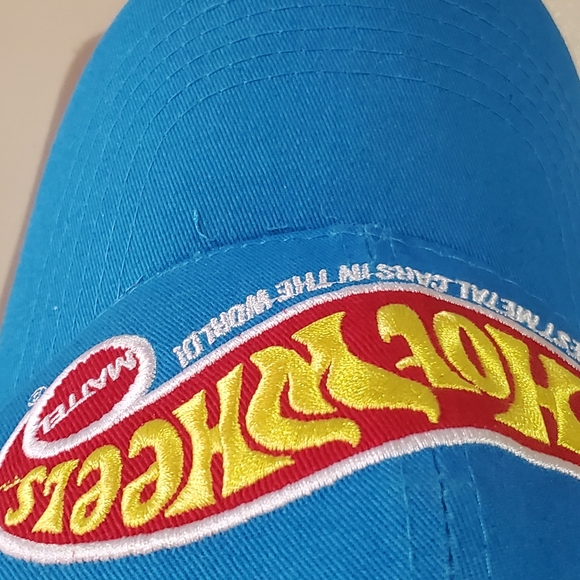 HOT WHEELS
MATTEL
METAL CARS IN THE WORLD!